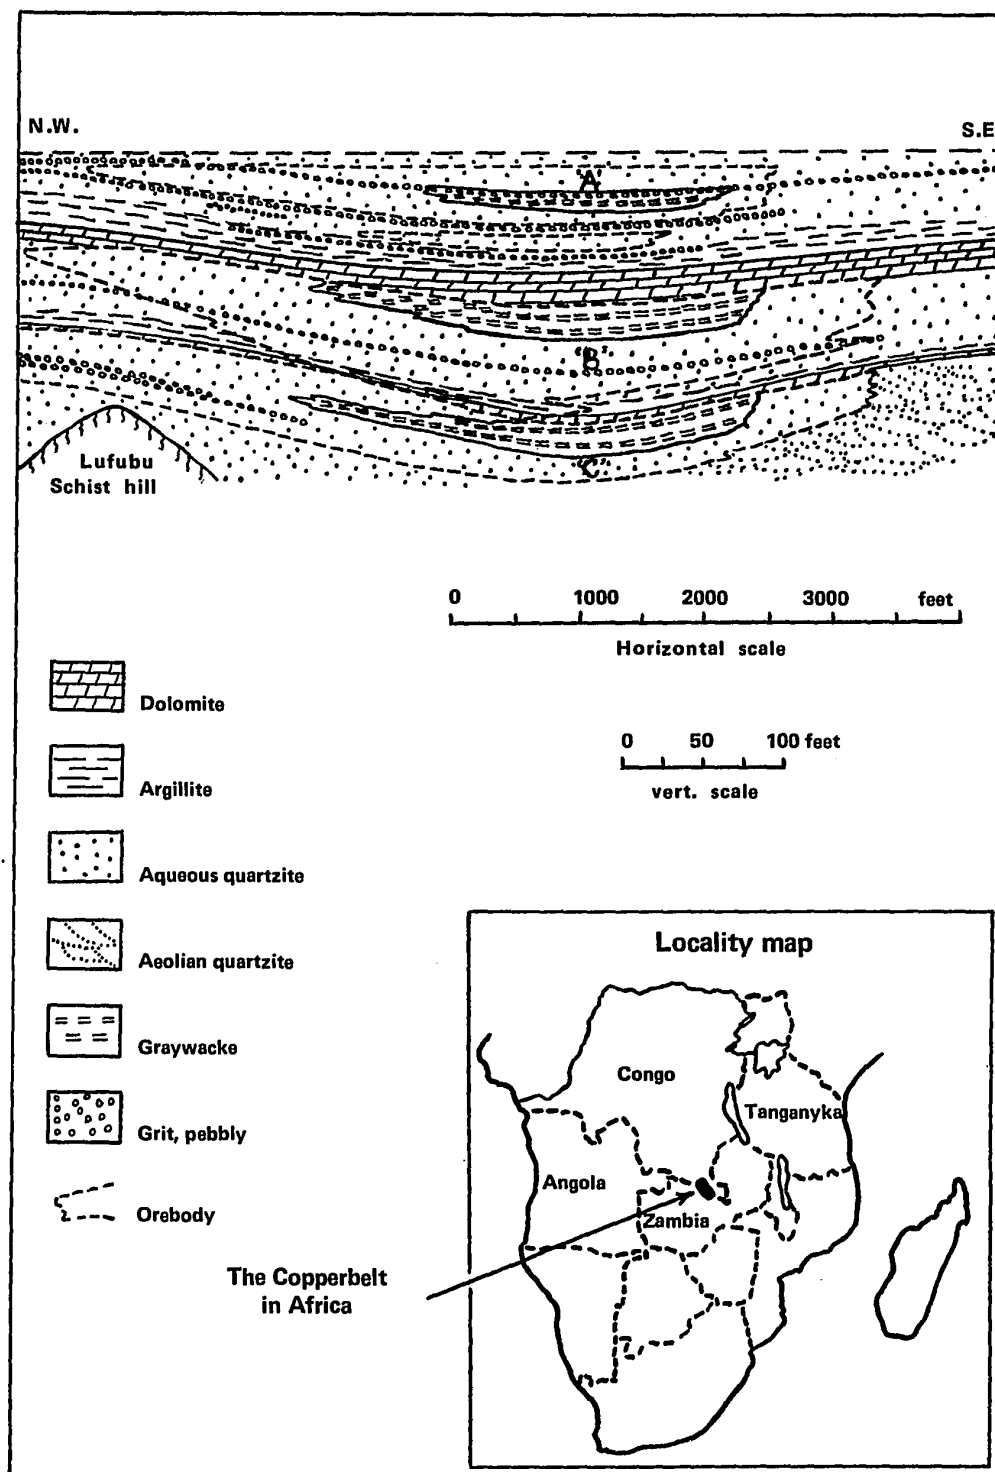 N.W.
S.E
"A"
"B"
"C"
Lufubu
Schist hill
0 1000 2000 3000 feet
Horizontal scale
0 50 100 feet
vert. scale
Dolomite
Argillite
Aqueous quartzite
Aeolian quartzite
Graywacke
Grit, pebbly
Orebody
The Copperbelt
in Africa
Locality map
Congo
Tanganyka
Angola
Zambia